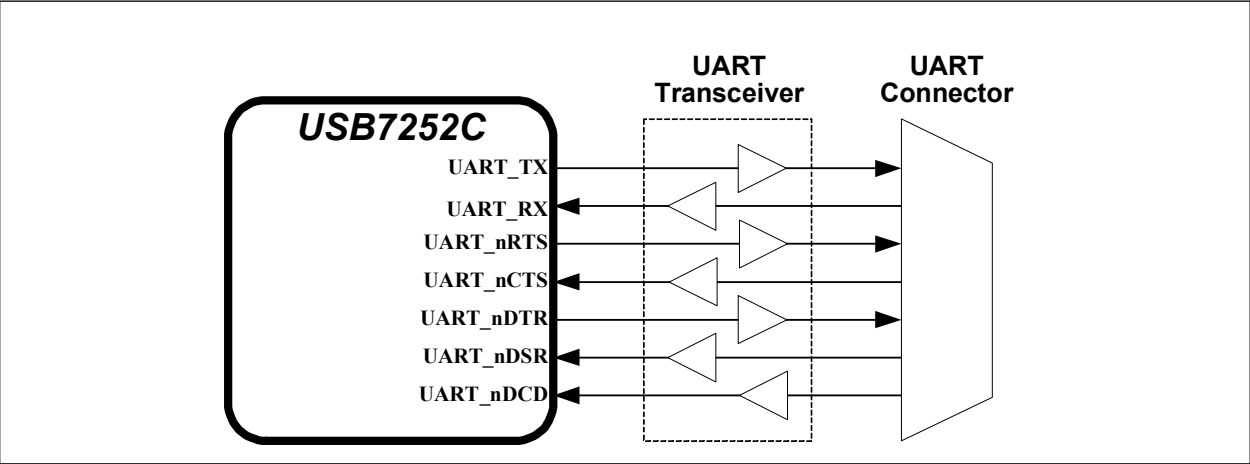 UART
Transceiver
UART
Connector
USB7252C
UART_TX
UART_RX
UART_nRTS
UART_nCTS
UART_nDTR
UART_nDSR
UART_nDCD